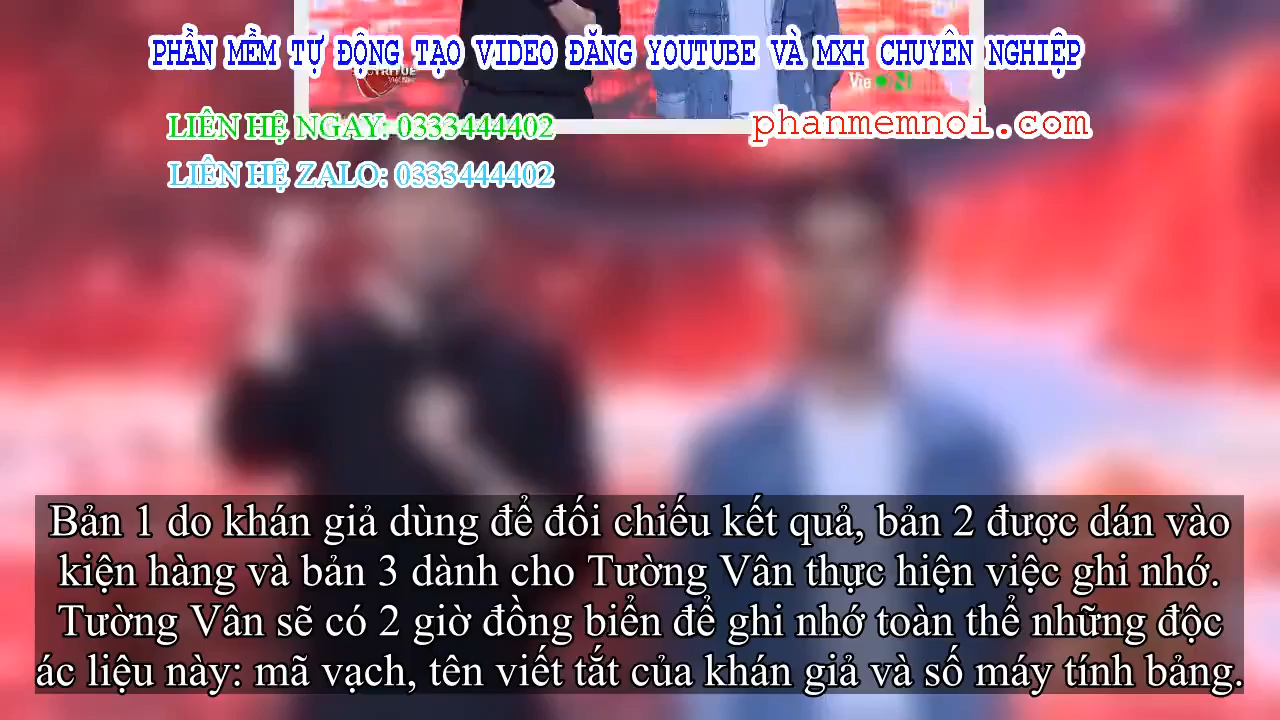 PHẦN MỀM TỰ ĐỘNG TẠO VIDEO ĐĂNG YOUTUBE VÀ MXH CHUYÊN NGHIỆP
TRÍ TUỆ
Vie ON
LIÊN HỆ NGAY: 0333444402
phanmemnoi.com
LIÊN HỆ ZALO: 0333444402
Bản 1 do khán giả dùng để đối chiếu kết quả, bản 2 được dán vào
kiện hàng và bản 3 dành cho Tường Vân thực hiện việc ghi nhớ.
Tường Vân sẽ có 2 giờ đồng biển để ghi nhớ toàn thể những độc
ác liệu này: mã vạch, tên viết tắt của khán giả và số máy tính bảng.